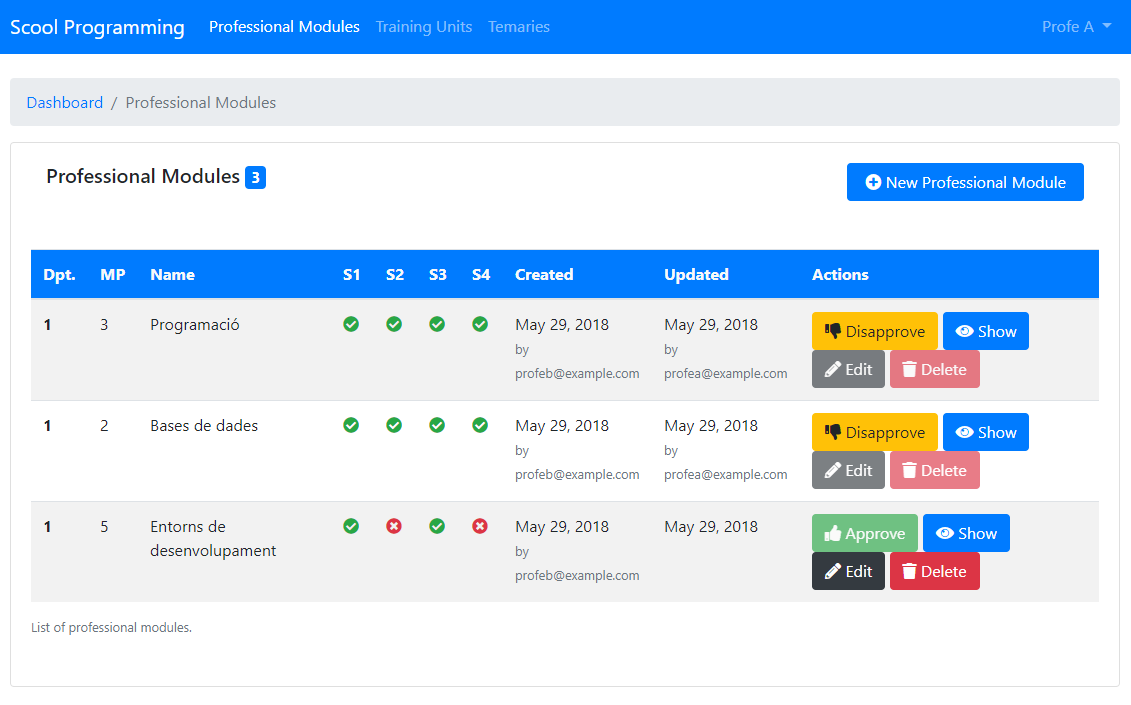 Scool Programming Professional Modules Training Units Temaries Profe A
Dashboard / Professional Modules
Professional Modules 3
New Professional Module
Dpt. MP Name S1 S2 S3 S4 Created Updated Actions
1 3 Programació May 29, 2018 May 29, 2018 Disapprove Show
by by
profeb@example.com profea@example.com Edit Delete
1 2 Bases de dades May 29, 2018 May 29, 2018 Disapprove Show
by by
profeb@example.com profea@example.com Edit Delete
1 5 Entorns de May 29, 2018 May 29, 2018 Approve Show
desenvolupament by
profeb@example.com Edit Delete
List of professional modules.